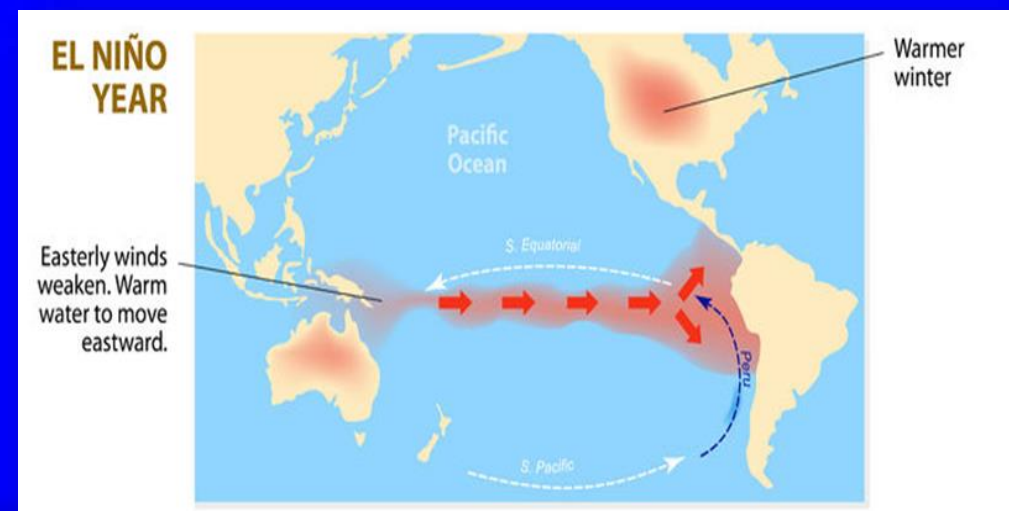 EL NIÑO
YEAR
Warmer
winter
Pacific
Ocean
Easterly winds
weaken. Warm
water to move
eastward.
S. Equatorial
Peru
S. Pacific